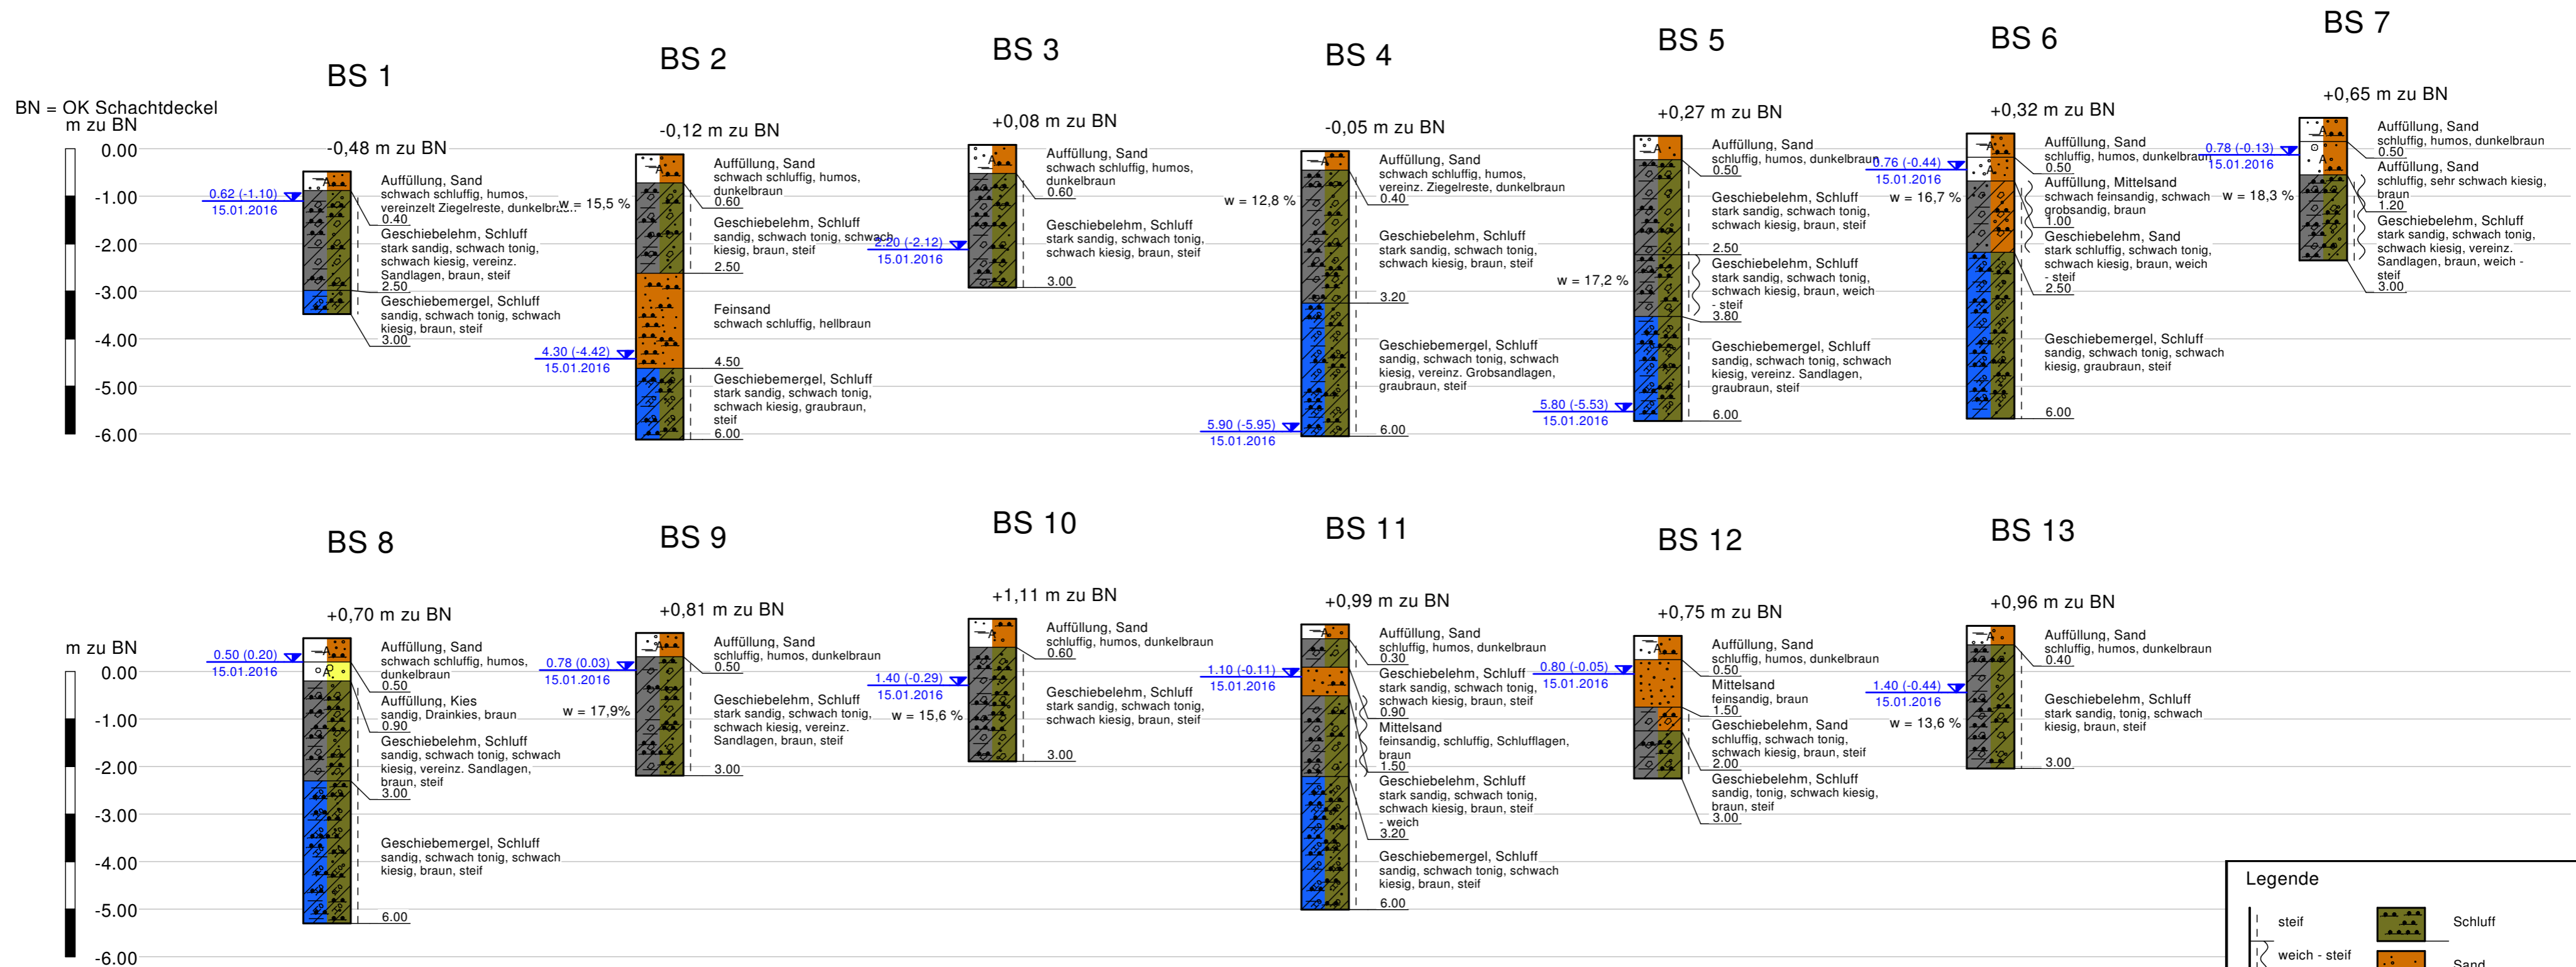 BS 1
BS 2
BS 3
BS 4
BS 5
BS 6
BS 7
BN = OK Schachtdeckel
m zu BN
0.00
-1.00
-2.00
-3.00
-4.00
-5.00
-6.00
-0,48 m zu BN
0.62 (-1.10)
15.01.2016
A
Auffüllung, Sand
schwach schluffig, humos,
vereinzelt Ziegelreste, dunkelbraun
0.40
Geschiebelehm, Schluff
stark sandig, schwach tonig,
schwach kiesig, vereinz.
Sandlagen, braun, steif
2.50
Geschiebemergel, Schluff
sandig, schwach tonig, schwach
kiesig, braun, steif
3.00
-0,12 m zu BN
w = 15,5 %
4.30 (-4.42)
15.01.2016
A
Auffüllung, Sand
schwach schluffig, humos,
dunkelbraun
0.60
Geschiebelehm, Schluff
sandig, schwach tonig, schwach
kiesig, braun, steif
2.50
Feinsand
schwach schluffig, hellbraun
4.50
Geschiebemergel, Schluff
stark sandig, schwach tonig,
schwach kiesig, graubraun,
steif
6.00
+0,08 m zu BN
2.20 (-2.12)
15.01.2016
A
Auffüllung, Sand
schwach schluffig, humos,
dunkelbraun
0.60
Geschiebelehm, Schluff
stark sandig, schwach tonig,
schwach kiesig, braun, steif
3.00
-0,05 m zu BN
w = 12,8 %
5.90 (-5.95)
15.01.2016
A
Auffüllung, Sand
schwach schluffig, humos,
vereinz. Ziegelreste, dunkelbraun
0.40
Geschiebelehm, Schluff
stark sandig, schwach tonig,
schwach kiesig, braun, steif
3.20
Geschiebemergel, Schluff
sandig, schwach tonig, schwach
kiesig, vereinz. Grobsandlagen,
graubraun, steif
6.00
+0,27 m zu BN
w = 17,2 %
5.80 (-5.53)
15.01.2016
A
Auffüllung, Sand
schluffig, humos, dunkelbraun
0.50
Geschiebelehm, Schluff
stark sandig, schwach tonig,
schwach kiesig, braun, steif
2.50
Geschiebelehm, Schluff
stark sandig, schwach tonig,
schwach kiesig, braun, weich
- steif
3.80
Geschiebemergel, Schluff
sandig, schwach tonig, schwach
kiesig, vereinz. Sandlagen,
graubraun, steif
6.00
+0,32 m zu BN
0.76 (-0.44)
15.01.2016
w = 16,7 %
A
A
Auffüllung, Sand
schluffig, humos, dunkelbraun
0.50
Auffüllung, Mittelsand
schwach feinsandig, schwach
grobsandig, braun
1.00
Geschiebelehm, Sand
stark schluffig, schwach tonig,
schwach kiesig, braun, weich
- steif
2.50
Geschiebemergel, Schluff
sandig, schwach tonig, schwach
kiesig, graubraun, steif
6.00
+0,65 m zu BN
0.78 (-0.13)
15.01.2016
w = 18,3 %
A
A
Auffüllung, Sand
schluffig, humos, dunkelbraun
0.50
Auffüllung, Sand
schluffig, sehr schwach kiesig,
braun
1.20
Geschiebelehm, Schluff
stark sandig, schwach tonig,
schwach kiesig, vereinz.
Sandlagen, braun, weich -
steif
3.00
BS 8
BS 9
BS 10
BS 11
BS 12
BS 13
m zu BN
0.00
-1.00
-2.00
-3.00
-4.00
-5.00
-6.00
+0,70 m zu BN
0.50 (0.20)
15.01.2016
A
A
Auffüllung, Sand
schwach schluffig, humos,
dunkelbraun
0.50
Auffüllung, Kies
sandig, Drainkies, braun
0.90
Geschiebelehm, Schluff
sandig, schwach tonig, schwach
kiesig, vereinz. Sandlagen,
braun, steif
3.00
Geschiebemergel, Schluff
sandig, schwach tonig, schwach
kiesig, braun, steif
6.00
+0,81 m zu BN
0.78 (0.03)
15.01.2016
w = 17,9%
A
Auffüllung, Sand
schluffig, humos, dunkelbraun
0.50
Geschiebelehm, Schluff
stark sandig, schwach tonig,
schwach kiesig, vereinz.
Sandlagen, braun, steif
3.00
+1,11 m zu BN
1.40 (-0.29)
15.01.2016
w = 15,6 %
A
Auffüllung, Sand
schluffig, humos, dunkelbraun
0.60
Geschiebelehm, Schluff
stark sandig, schwach tonig,
schwach kiesig, braun, steif
3.00
+0,99 m zu BN
1.10 (-0.11)
15.01.2016
A
Auffüllung, Sand
schluffig, humos, dunkelbraun
0.30
Geschiebelehm, Schluff
stark sandig, schwach tonig,
schwach kiesig, braun, steif
0.90
Mittelsand
feinsandig, schluffig, Schlufflagen,
braun
1.50
Geschiebelehm, Schluff
stark sandig, schwach tonig,
schwach kiesig, braun, steif
- weich
3.20
Geschiebemergel, Schluff
sandig, schwach tonig, schwach
kiesig, braun, steif
6.00
+0,75 m zu BN
0.80 (-0.05)
15.01.2016
A
Auffüllung, Sand
schluffig, humos, dunkelbraun
0.50
Mittelsand
feinsandig, braun
1.50
Geschiebelehm, Sand
schluffig, schwach tonig,
schwach kiesig, braun, steif
2.00
Geschiebelehm, Schluff
sandig, tonig, schwach kiesig,
braun, steif
3.00
+0,96 m zu BN
1.40 (-0.44)
15.01.2016
w = 13,6 %
A
Auffüllung, Sand
schluffig, humos, dunkelbraun
0.40
Geschiebelehm, Schluff
stark sandig, tonig, schwach
kiesig, braun, steif
3.00
Legende
steif
Schluff
weich - steif
Sand